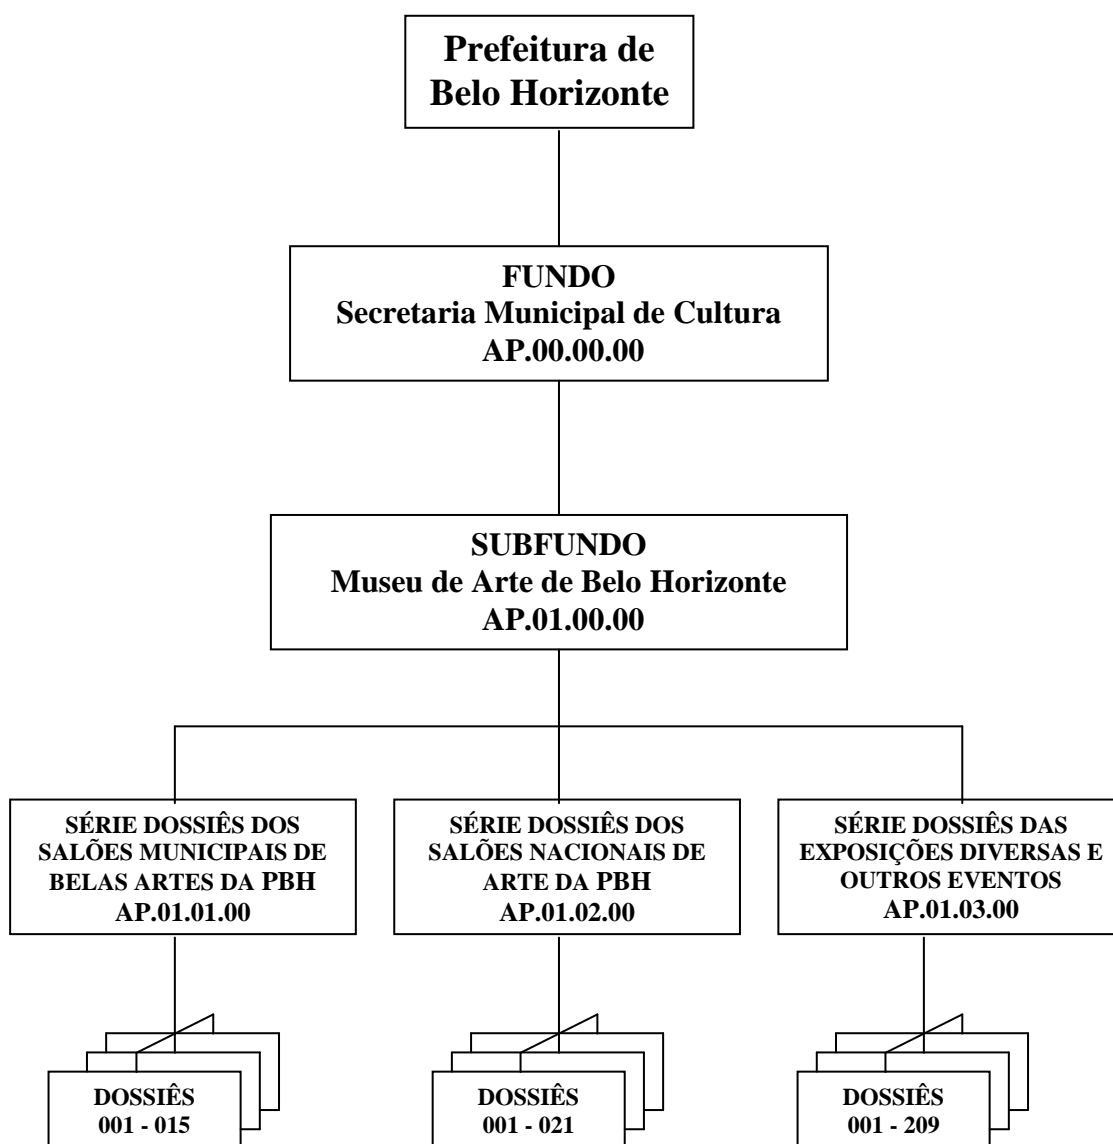 Prefeitura de
Belo Horizonte
FUNDO
Secretaria Municipal de Cultura
AP.00.00.00
SUBFUNDO
Museu de Arte de Belo Horizonte
AP.01.00.00
SÉRIE DOSSIÊS DOS
SALÕES MUNICIPAIS DE
BELAS ARTES DA PBH
AP.01.01.00
SÉRIE DOSSIÊS DOS
SALÕES NACIONAIS DE
ARTE DA PBH
AP.01.02.00
SÉRIE DOSSIÊS DAS
EXPOSIÇÕES DIVERSAS E
OUTROS EVENTOS
AP.01.03.00
DOSSIÊS
001 - 015
DOSSIÊS
001 - 021
DOSSIÊS
001 - 209